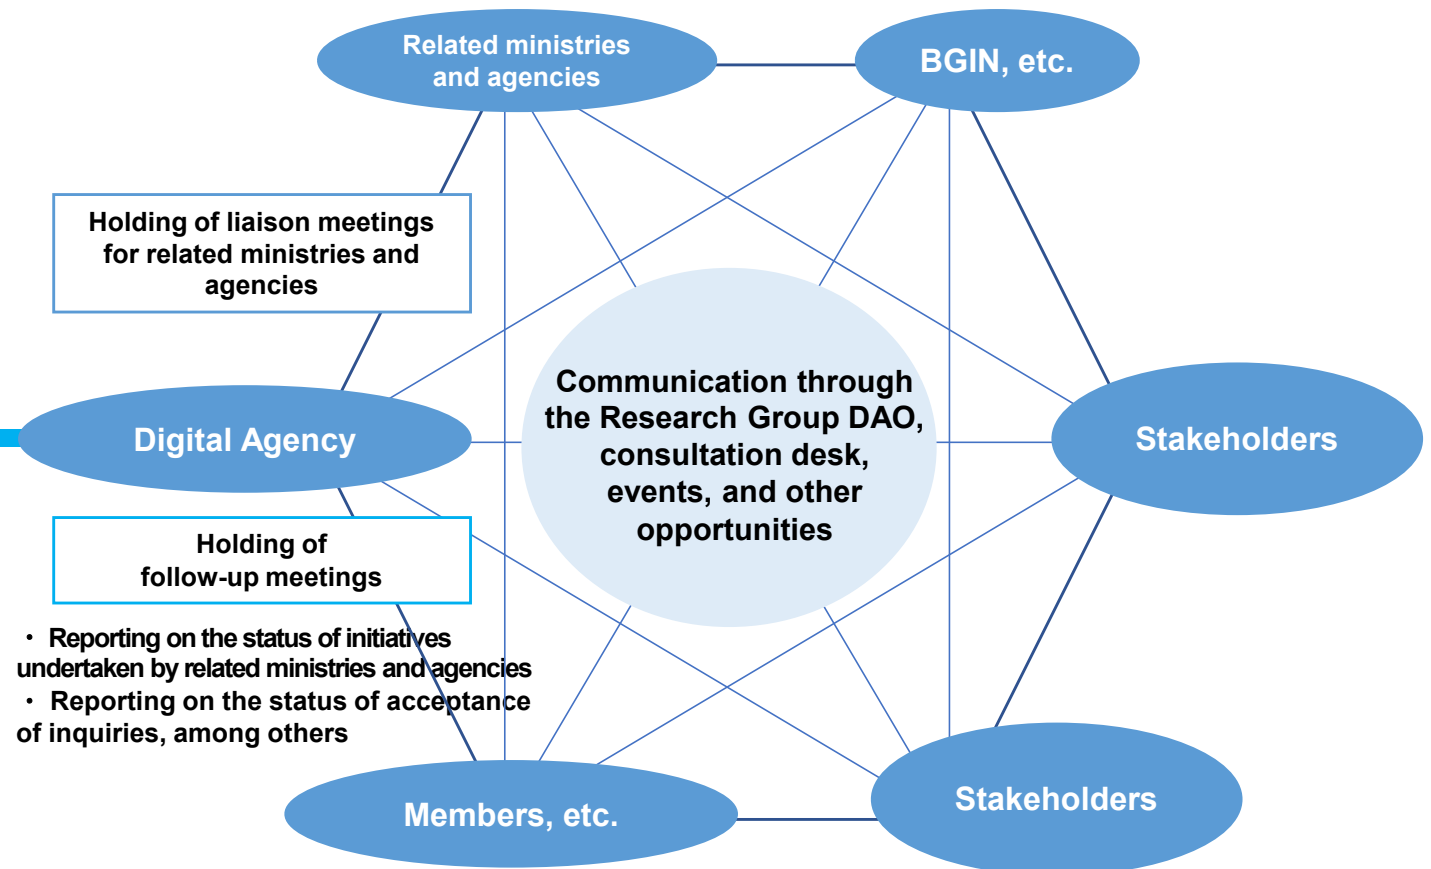 Related ministries
and agencies
BGIN, etc.
Holding of liaison meetings
for related ministries and
agencies
Communication through
the Research Group DAO,
consultation desk,
events, and other
opportunities
Digital Agency
Stakeholders
Holding of
follow-up meetings
・ Reporting on the status of initiatives
undertaken by related ministries and agencies
・ Reporting on the status of acceptance
of inquiries, among others
Members, etc.
Stakeholders